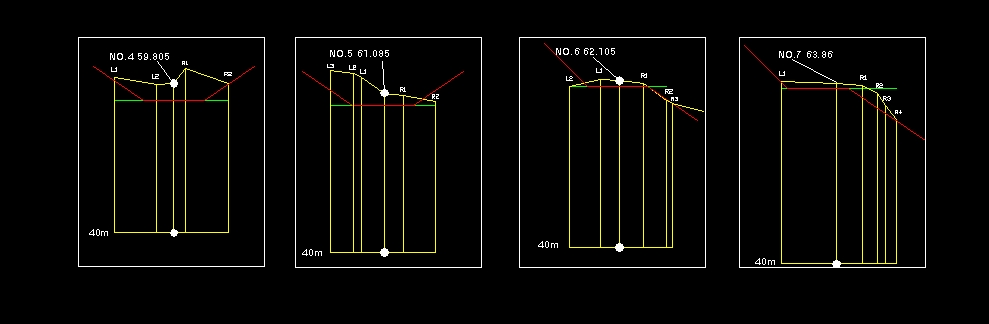 NO.4 59.805
L1
L2
R1
R2
40m
NO.5 61.085
L3
L2
L1
R1
R2
40m
NO.6 62.105
L2
L1
R1
R2
R3
40m
NO.7 63.86
L1
R1
R2
R3
R4
40m